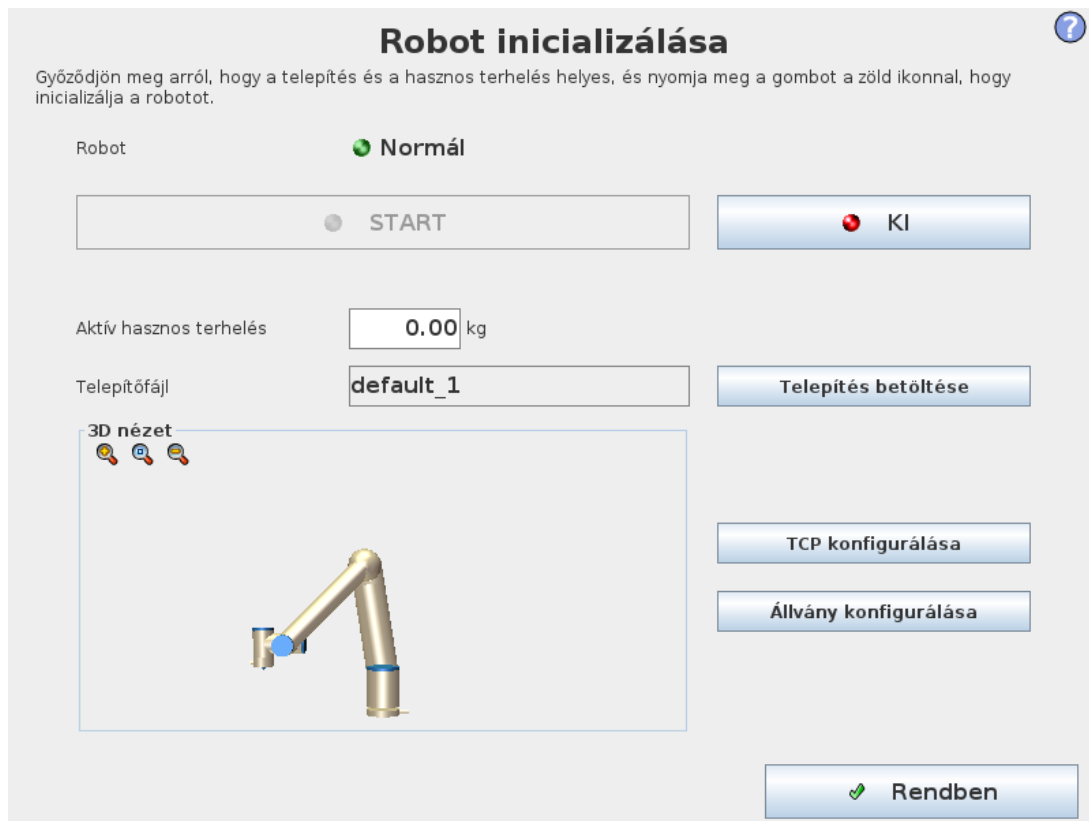 Robot inicializálása
?
Győződjön meg arról, hogy a telepítés és a hasznos terhelés helyes, és nyomja meg a gombot a zöld ikonnal, hogy
inicializálja a robotot.
Robot Normál
START KI
Aktív hasznos terhelés 0.00 kg
Telepítőfájl default_1 Telepítés betöltése
3D nézet
TCP konfigurálása
Állvány konfigurálása
Rendben